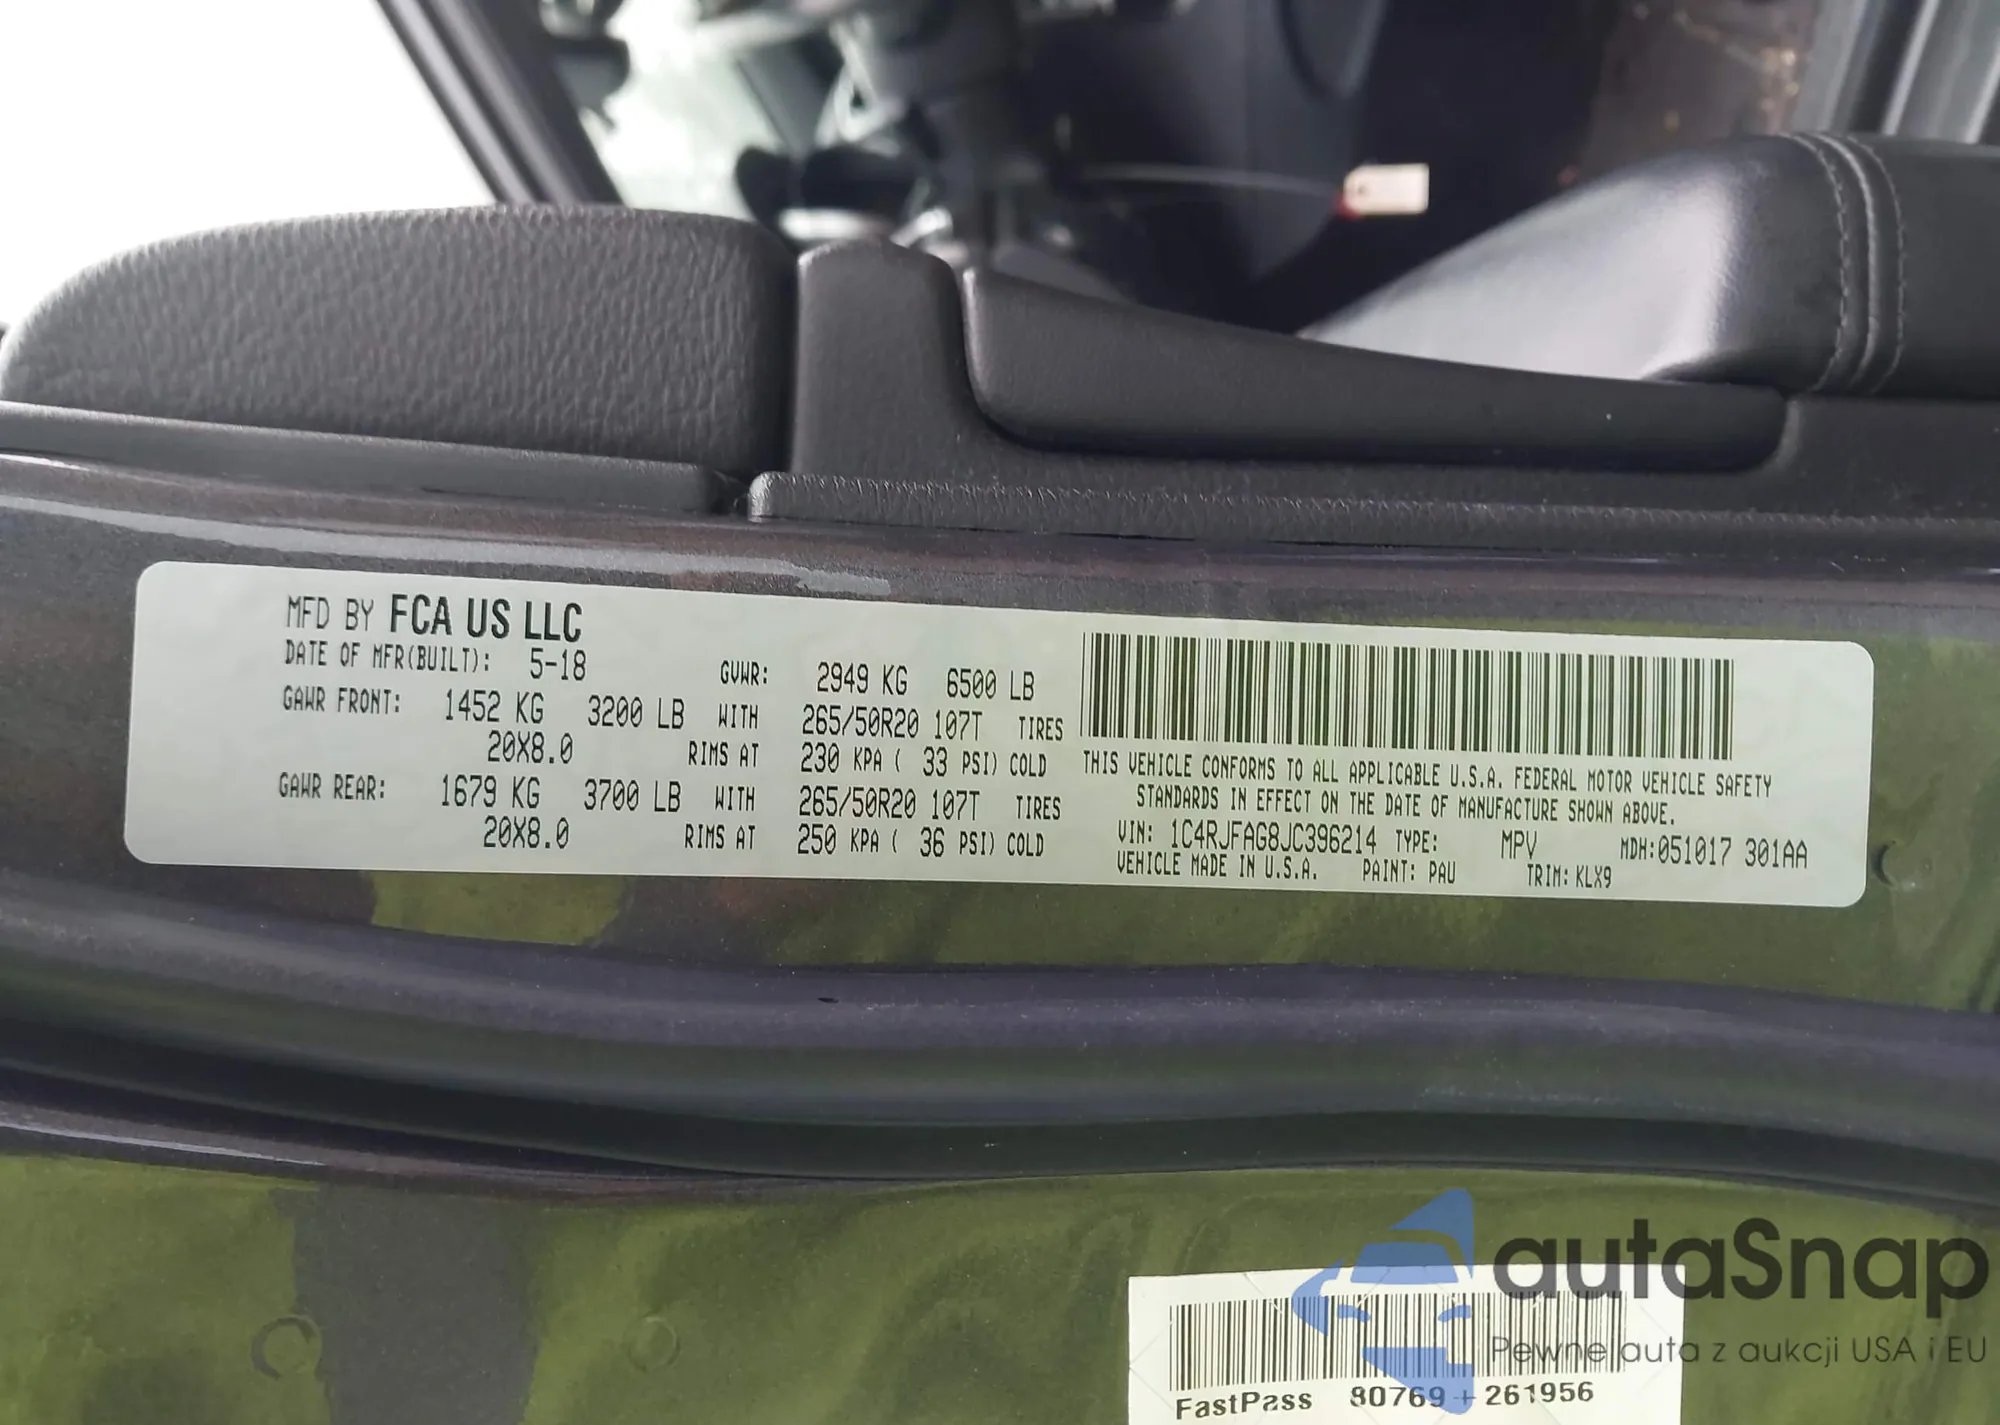 MFD BY FCA US LLC
DATE OF MFR(BUILT): 5-18 GVWR: 2949 KG 6500 LB
GAWR FRONT: 1452 KG 3200 LB WITH 265/50R20 107T TIRES
20X8.0 RIMS AT 230 KPA ( 33 PSI) COLD
GAWR REAR: 1679 KG 3700 LB WITH 265/50R20 107T TIRES
20X8.0 RIMS AT 250 KPA ( 36 PSI) COLD
THIS VEHICLE CONFORMS TO ALL APPLICABLE U.S.A. FEDERAL MOTOR VEHICLE SAFETY
STANDARDS IN EFFECT ON THE DATE OF MANUFACTURE SHOWN ABOVE.
VIN: 1C4RJFAG8JC396214 TYPE: MPV MDH:051017 301AA
VEHICLE MADE IN U.S.A. PAINT: PAU TRIM: KLX9
autaSnap
Pewne auta z aukcji USA i EU
FastPass 80769 + 261956